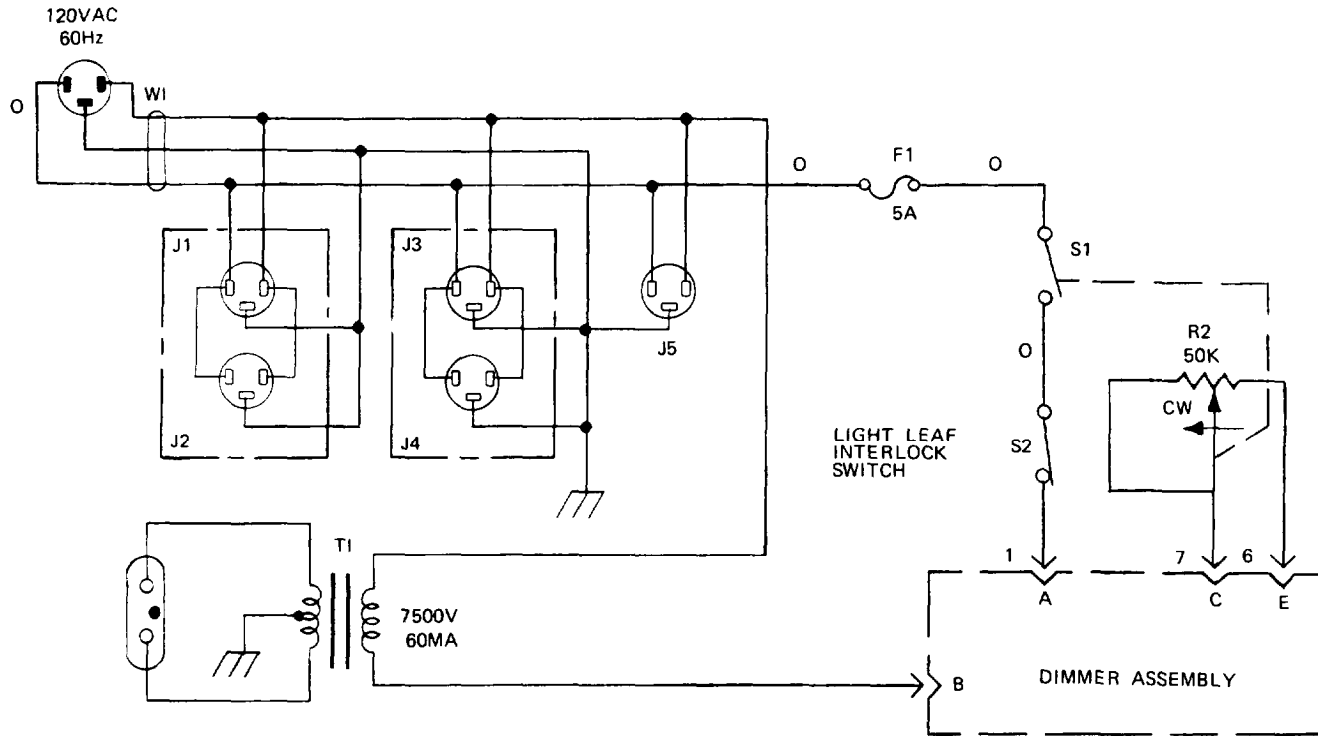 120VAC
60Hz
O
W1
O
F1
O
5A
J1
J3
S1
J5
O
R2
50K
CW
J2
J4
LIGHT LEAF
INTERLOCK
SWITCH
S2
T1
1
7
6
A
C
E
7500V
60MA
B
DIMMER ASSEMBLY